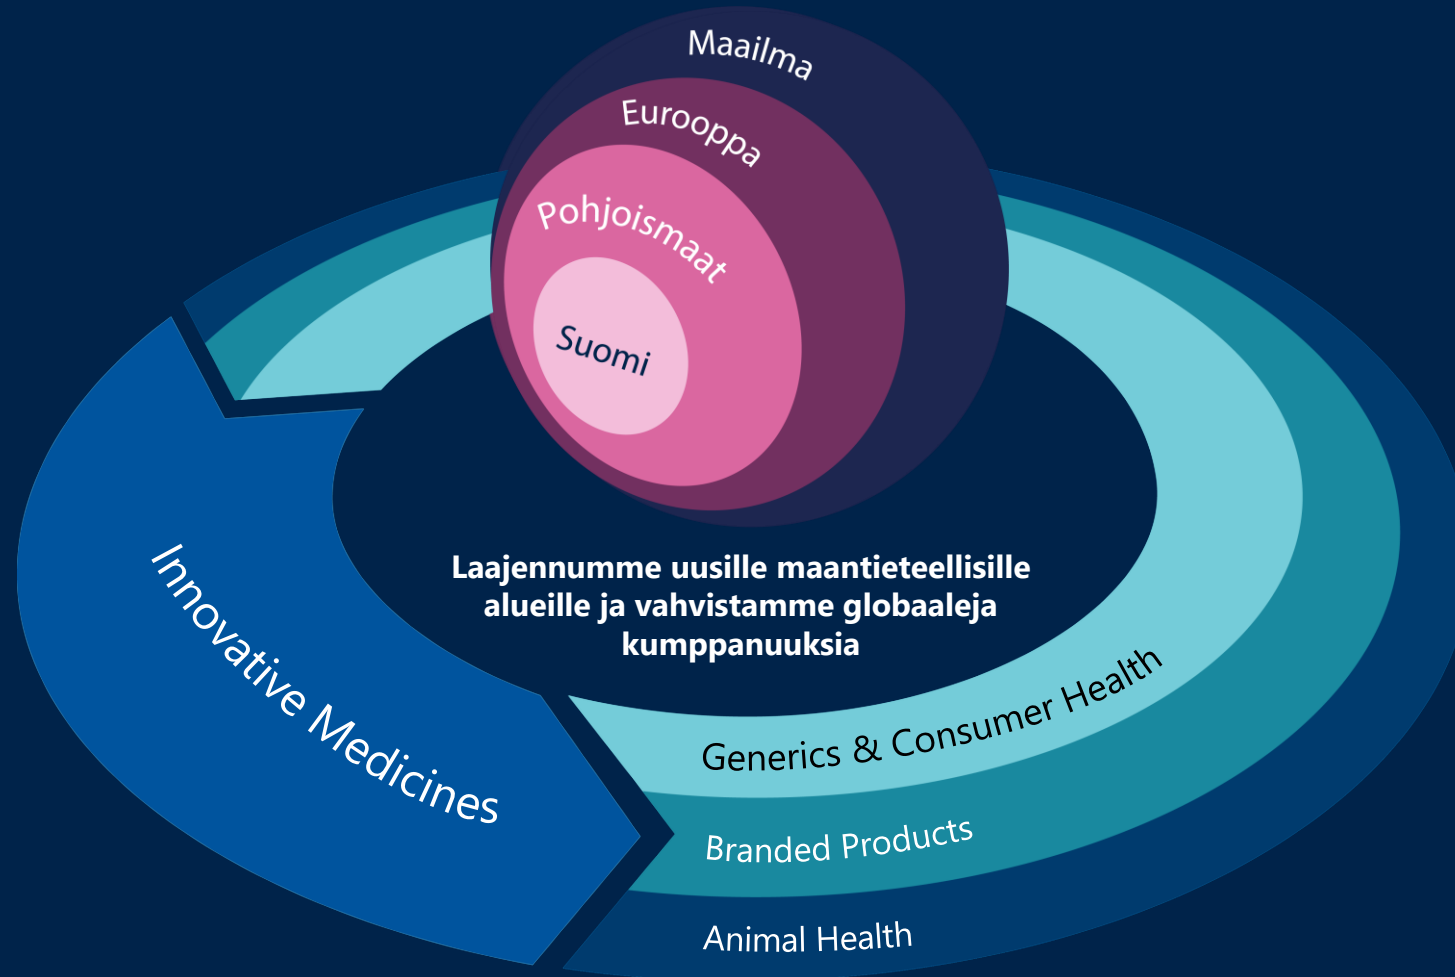 Maailma
Eurooppa
Pohjoismaat
Suomi
Laajennumme uusille maantieteellisille
alueille ja vahvistamme globaaleja
kumppanuuksia
Innovative Medicines
Generics & Consumer Health
Branded Products
Animal Health